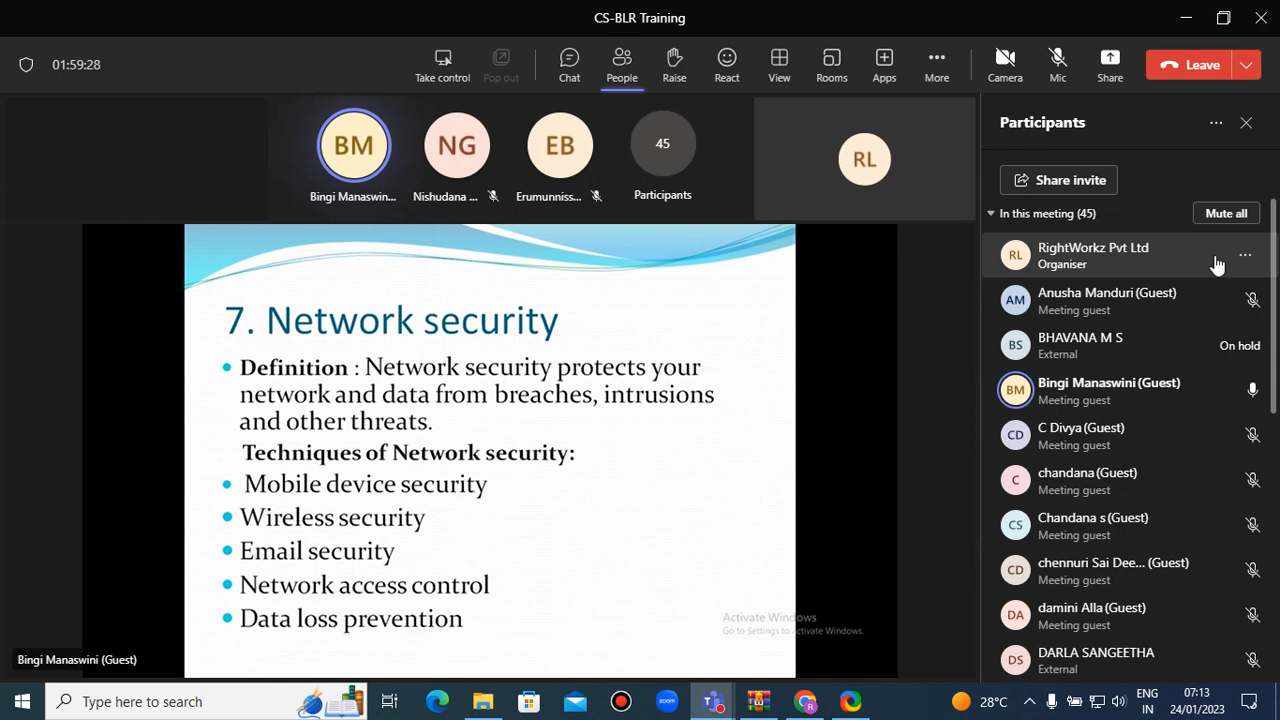 CS-BLR Training
01:59:28
Take control
Pop out
Chat
People
Raise
React
View
Rooms
Apps
More
Camera
Mic
Share
Leave
BM
NG
EB
45
RL
Bingi Manaswin...
Nishudana ...
Erumunniss...
Participants
7. Network security
Definition : Network security protects your
network and data from breaches, intrusions
and other threats.
Techniques of Network security:
Mobile device security
Wireless security
Email security
Network access control
Data loss prevention
Activate Windows
Go to Settings to activate Windows.
Bingi Manaswini (Guest)
Participants
Share invite
In this meeting (45)
Mute all
RL
RightWorkz Pvt Ltd
Organiser
AM
Anusha Manduri (Guest)
Meeting guest
BS
BHAVANA M S
External
On hold
BM
Bingi Manaswini (Guest)
Meeting guest
CD
C Divya (Guest)
Meeting guest
C
chandana (Guest)
Meeting guest
CS
Chandana s (Guest)
Meeting guest
CD
chennuri Sai Dee... (Guest)
Meeting guest
DA
damini Alla (Guest)
Meeting guest
DS
DARLA SANGEETHA
External
Type here to search
zoom
28°C
ENG
IN
07:13
24/01/2023